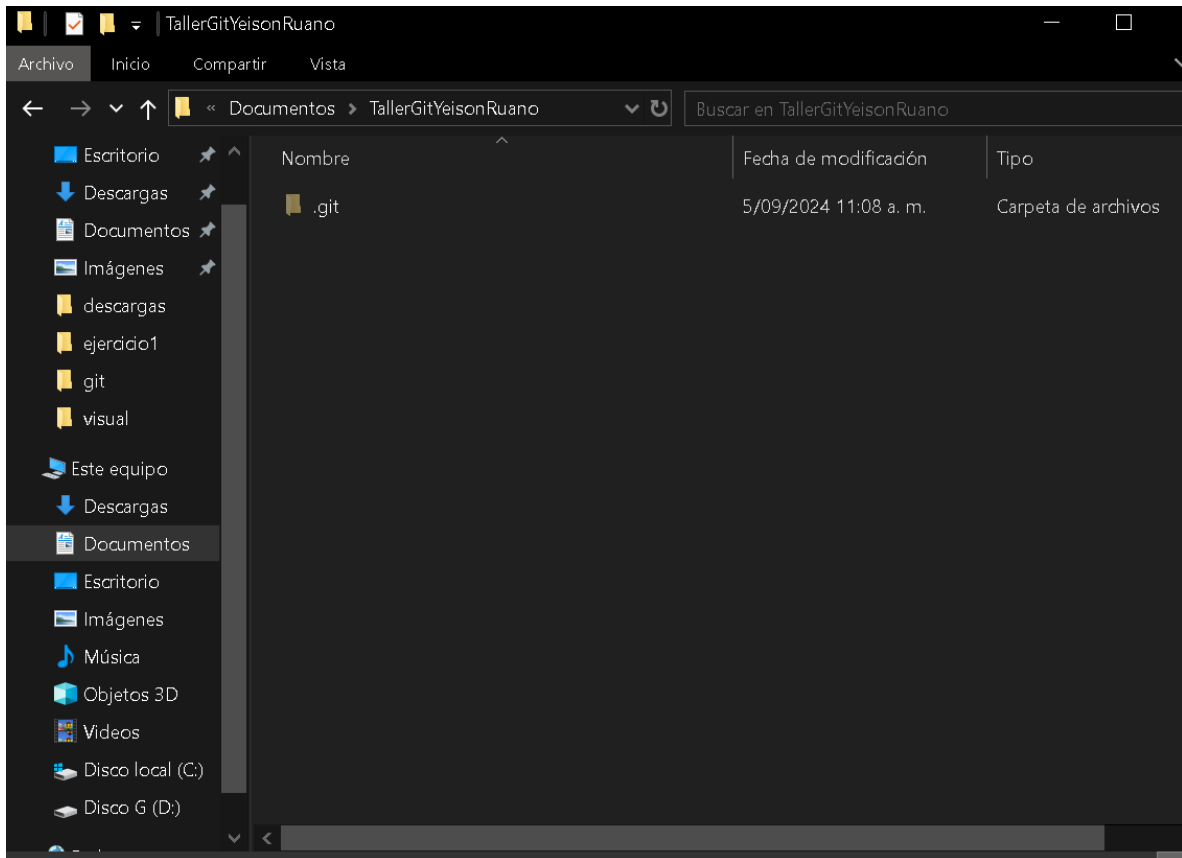 TallerGitYeisonRuano
Archivo Inicio Compartir Vista
« Documentos > TallerGitYeisonRuano
Buscar en TallerGitYeisonRuano
Escritorio
Descargas
Documentos
Imágenes
descargas
ejercicio1
git
visual
Este equipo
Descargas
Documentos
Escritorio
Imágenes
Música
Objetos 3D
Videos
Disco local (C:)
Disco G (D:)
Nombre Fecha de modificación Tipo
.git 5/09/2024 11:08 a. m. Carpeta de archivos